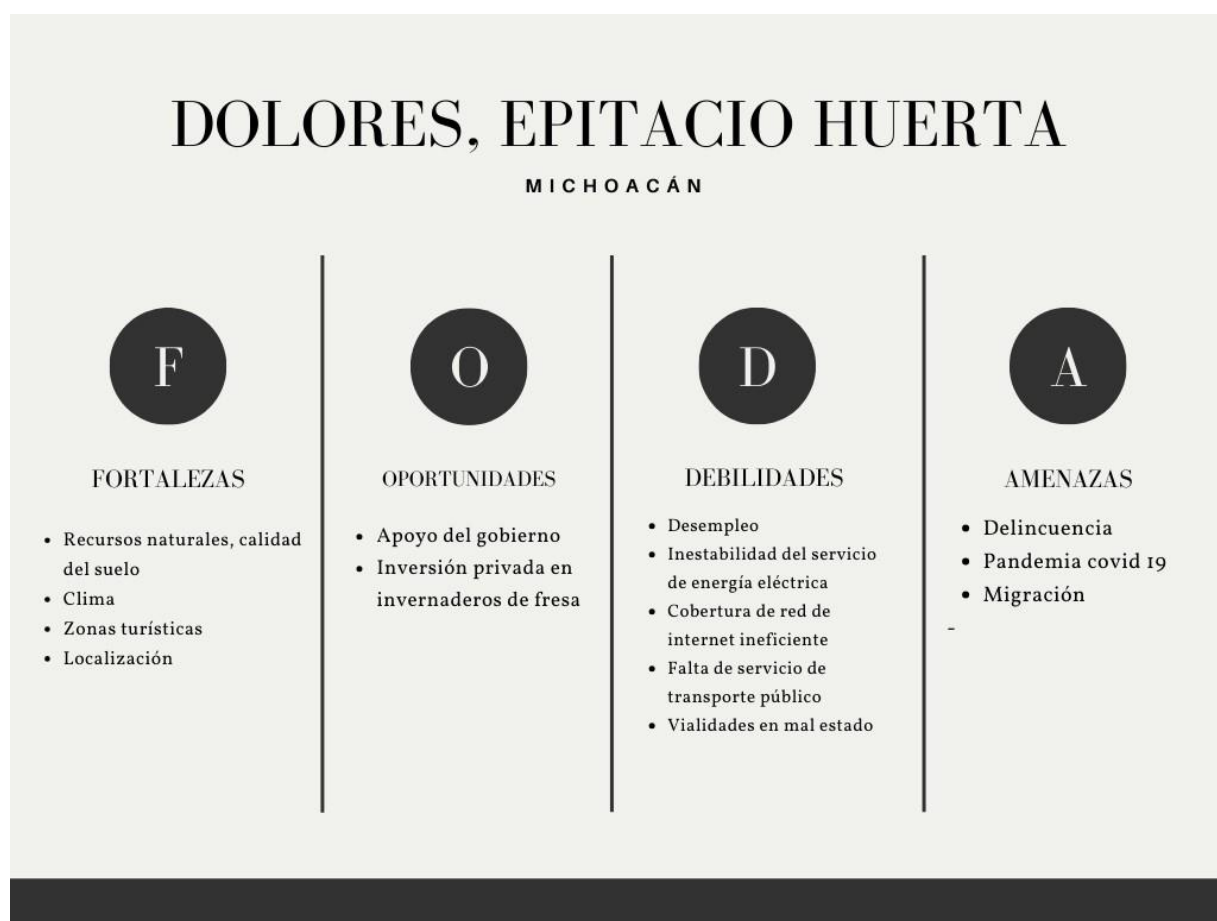 DOLORES, EPITACIO HUERTA
MICHOACÁN
F
FORTALEZAS
• Recursos naturales, calidad
del suelo
• Clima
• Zonas turísticas
• Localización
O
OPORTUNIDADES
• Apoyo del gobierno
• Inversión privada en
invernaderos de fresa
D
DEBILIDADES
• Desempleo
• Inestabilidad del servicio
de energía eléctrica
• Cobertura de red de
internet ineficiente
• Falta de servicio de
transporte público
• Vialidades en mal estado
A
AMENAZAS
• Delincuencia
• Pandemia covid 19
• Migración
-